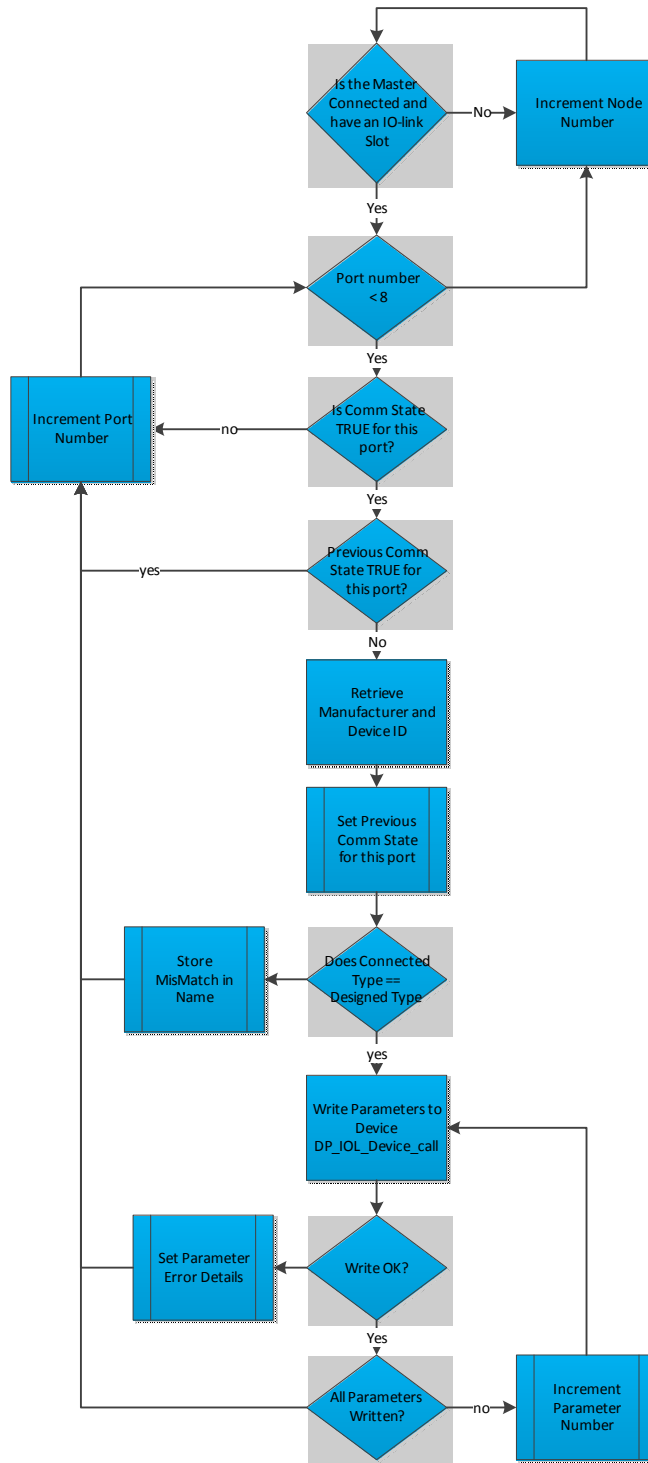 Is the Master
Connected and
have an IO-link
Slot
No
Increment Node
Number
Yes
Port number
< 8
Yes
Increment Port
Number
no
Is Comm State
TRUE for this
port?
Yes
yes
Previous Comm
State TRUE for
this port?
No
Retrieve
Manufacturer and
Device ID
Set Previous
Comm State
for this port
Store
MisMatch in
Name
Does Connected
Type ==
Designed Type
yes
Write Parameters to
Device
DP_IOL_Device_call
Set Parameter
Error Details
Write OK?
Yes
All Parameters
Written?
no
Increment
Parameter
Number